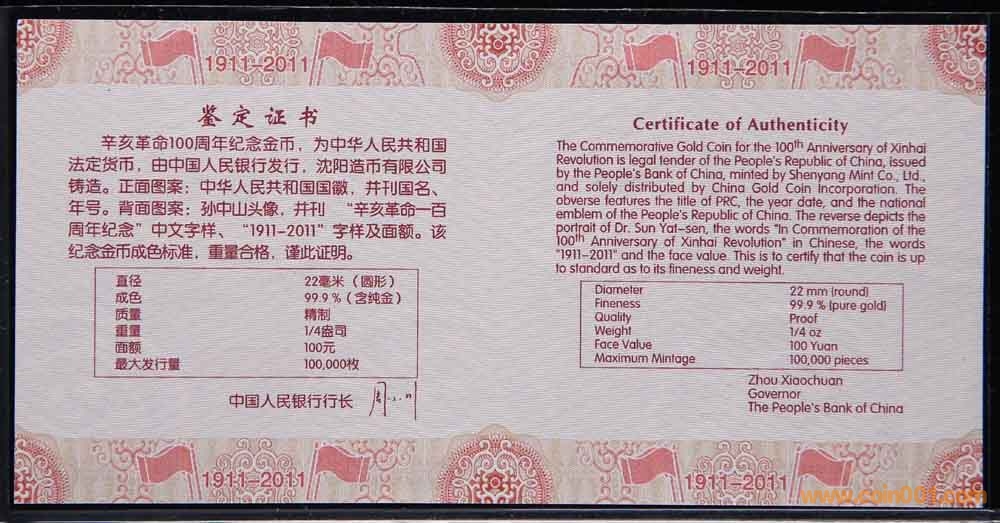 1911-2011
1911-2011
鉴定证书
辛亥革命100周年纪念金币，为中华人民共和国
法定货币，由中国人民银行发行，沈阳造币有限公司
铸造。正面图案：中华人民共和国国徽，并刊国名、
年号。背面图案：孙中山头像，并刊 “辛亥革命一百
周年纪念”中文字样、“1911-2011”字样及面额。该
纪念金币成色标准，重量合格，谨此证明。
直径 22毫米（圆形）
成色 99.9％（含纯金）
质量 精制
重量 1/4盎司
面额 100元
最大发行量 100,000枚
中国人民银行行长
Certificate of Authenticity
The Commemorative Gold Coin for the 100th Anniversary of Xinhai
Revolution is legal tender of the People's Republic of China, issued
by the People's Bank of China, minted by Shenyang Mint Co., Ltd.,
and solely distributed by China Gold Coin Incorporation. The
obverse features the title of PRC, the year date, and the national
emblem of the People's Republic of China. The reverse depicts the
portrait of Dr. Sun Yat-sen, the words "In Commemoration of the
100th Anniversary of Xinhai Revolution" in Chinese, the words
"1911-2011" and the face value. This is to certify that the coin is up
to standard as to its fineness and weight.
Diameter 22 mm (round)
Fineness 99.9 % (pure gold)
Quality Proof
Weight 1/4 oz
Face Value 100 Yuan
Maximum Mintage 100,000 pieces
Zhou Xiaochuan
Governor
The People's Bank of China
1911-2011
1911-2011
www.coin001.com